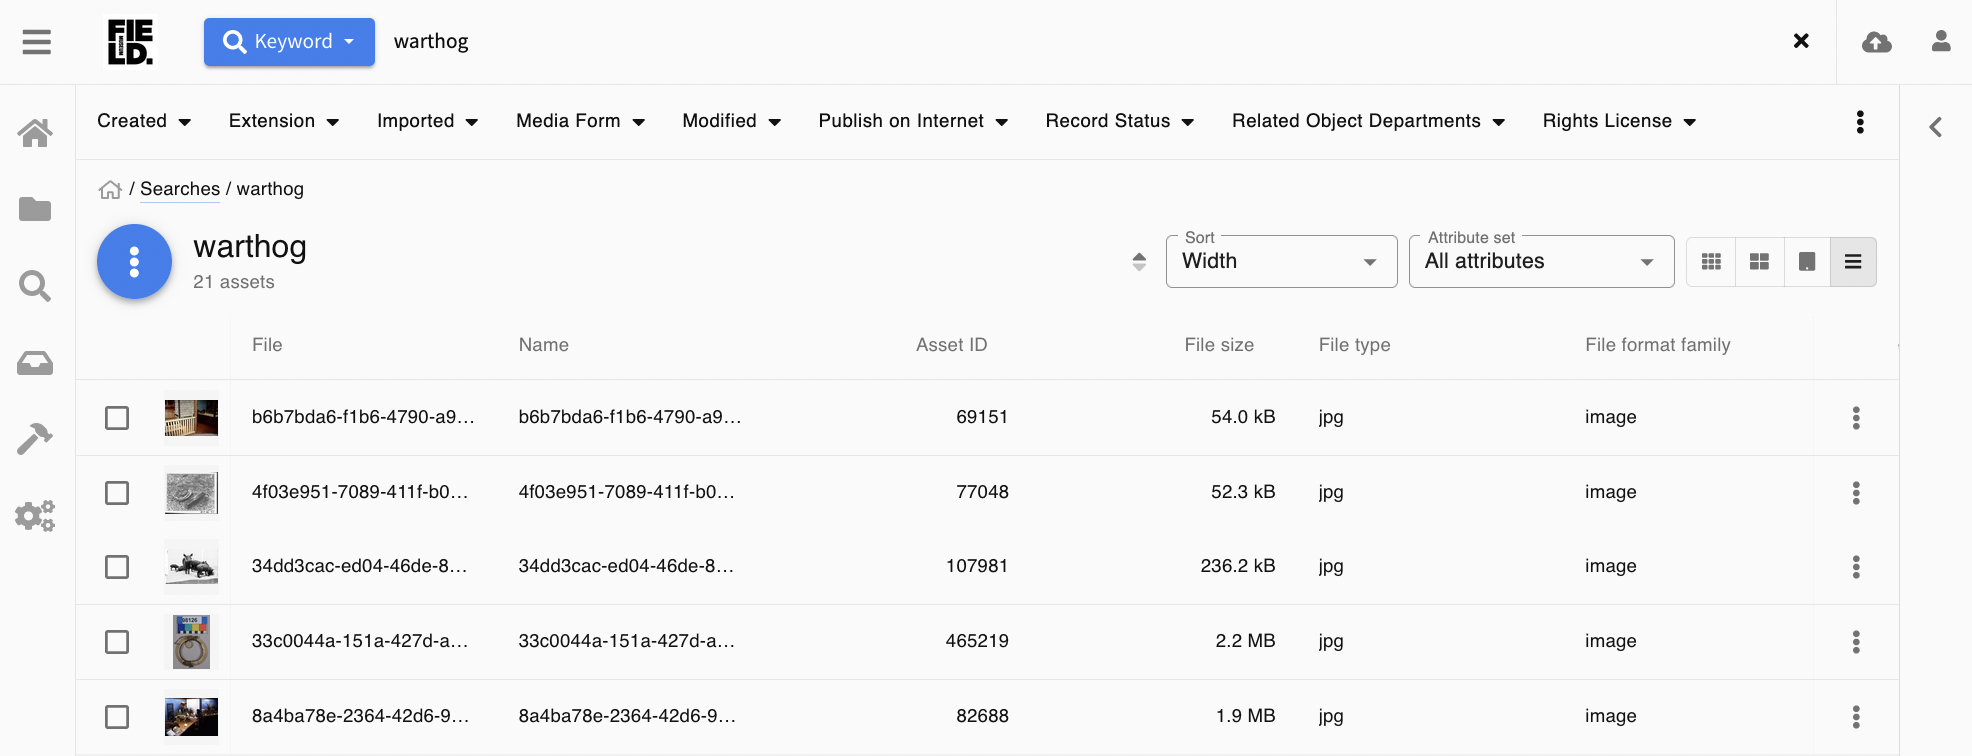 FIELD. MUSEUM
Keyword
warthog
Created Extension Imported Media Form Modified Publish on Internet Record Status Related Object Departments Rights License
/ Searches / warthog
warthog
21 assets
Sort
Width
Attribute set
All attributes
File Name Asset ID File size File type File format family
b6b7bda6-f1b6-4790-a9... b6b7bda6-f1b6-4790-a9... 69151 54.0 kB jpg image
4f03e951-7089-411f-b0... 4f03e951-7089-411f-b0... 77048 52.3 kB jpg image
34dd3cac-ed04-46de-8... 34dd3cac-ed04-46de-8... 107981 236.2 kB jpg image
33c0044a-151a-427d-a... 33c0044a-151a-427d-a... 465219 2.2 MB jpg image
8a4ba78e-2364-42d6-9... 8a4ba78e-2364-42d6-9... 82688 1.9 MB jpg image